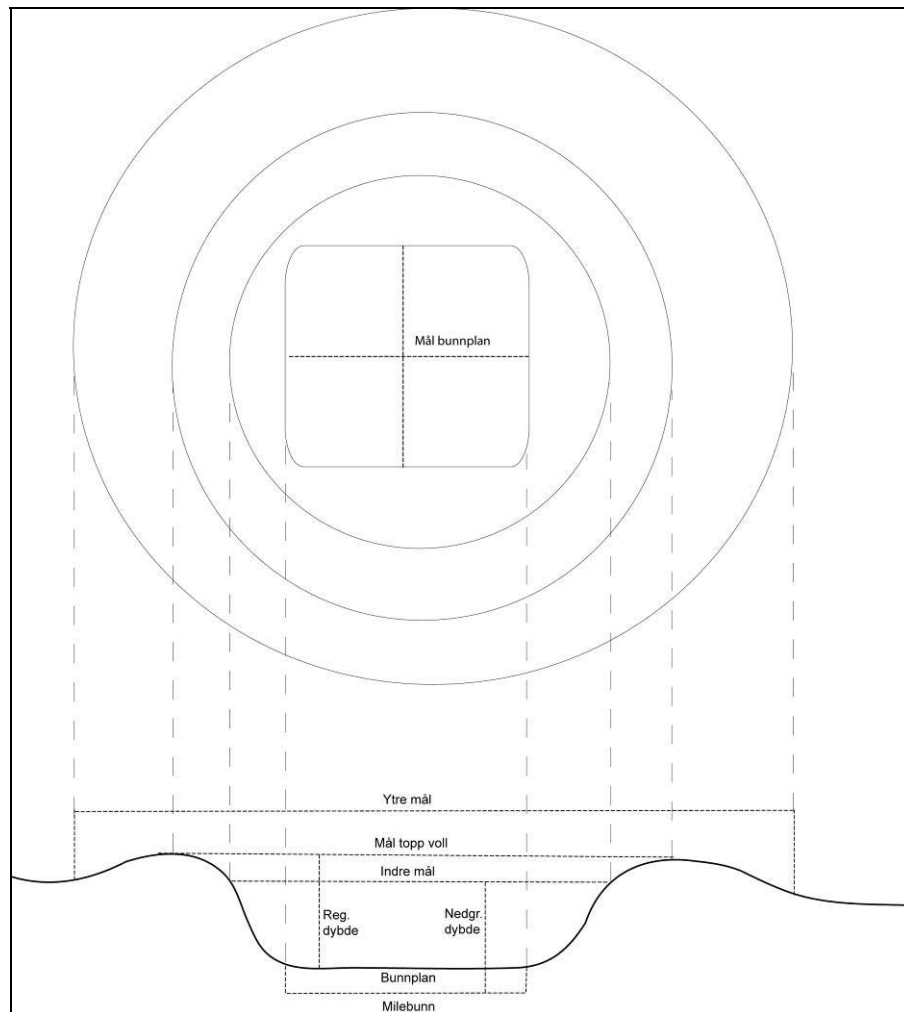 Mål bunnplan
Ytre mål
Mål topp voll
Indre mål
Reg.
dybde
Nedgr.
dybde
Bunnplan
Milebunn